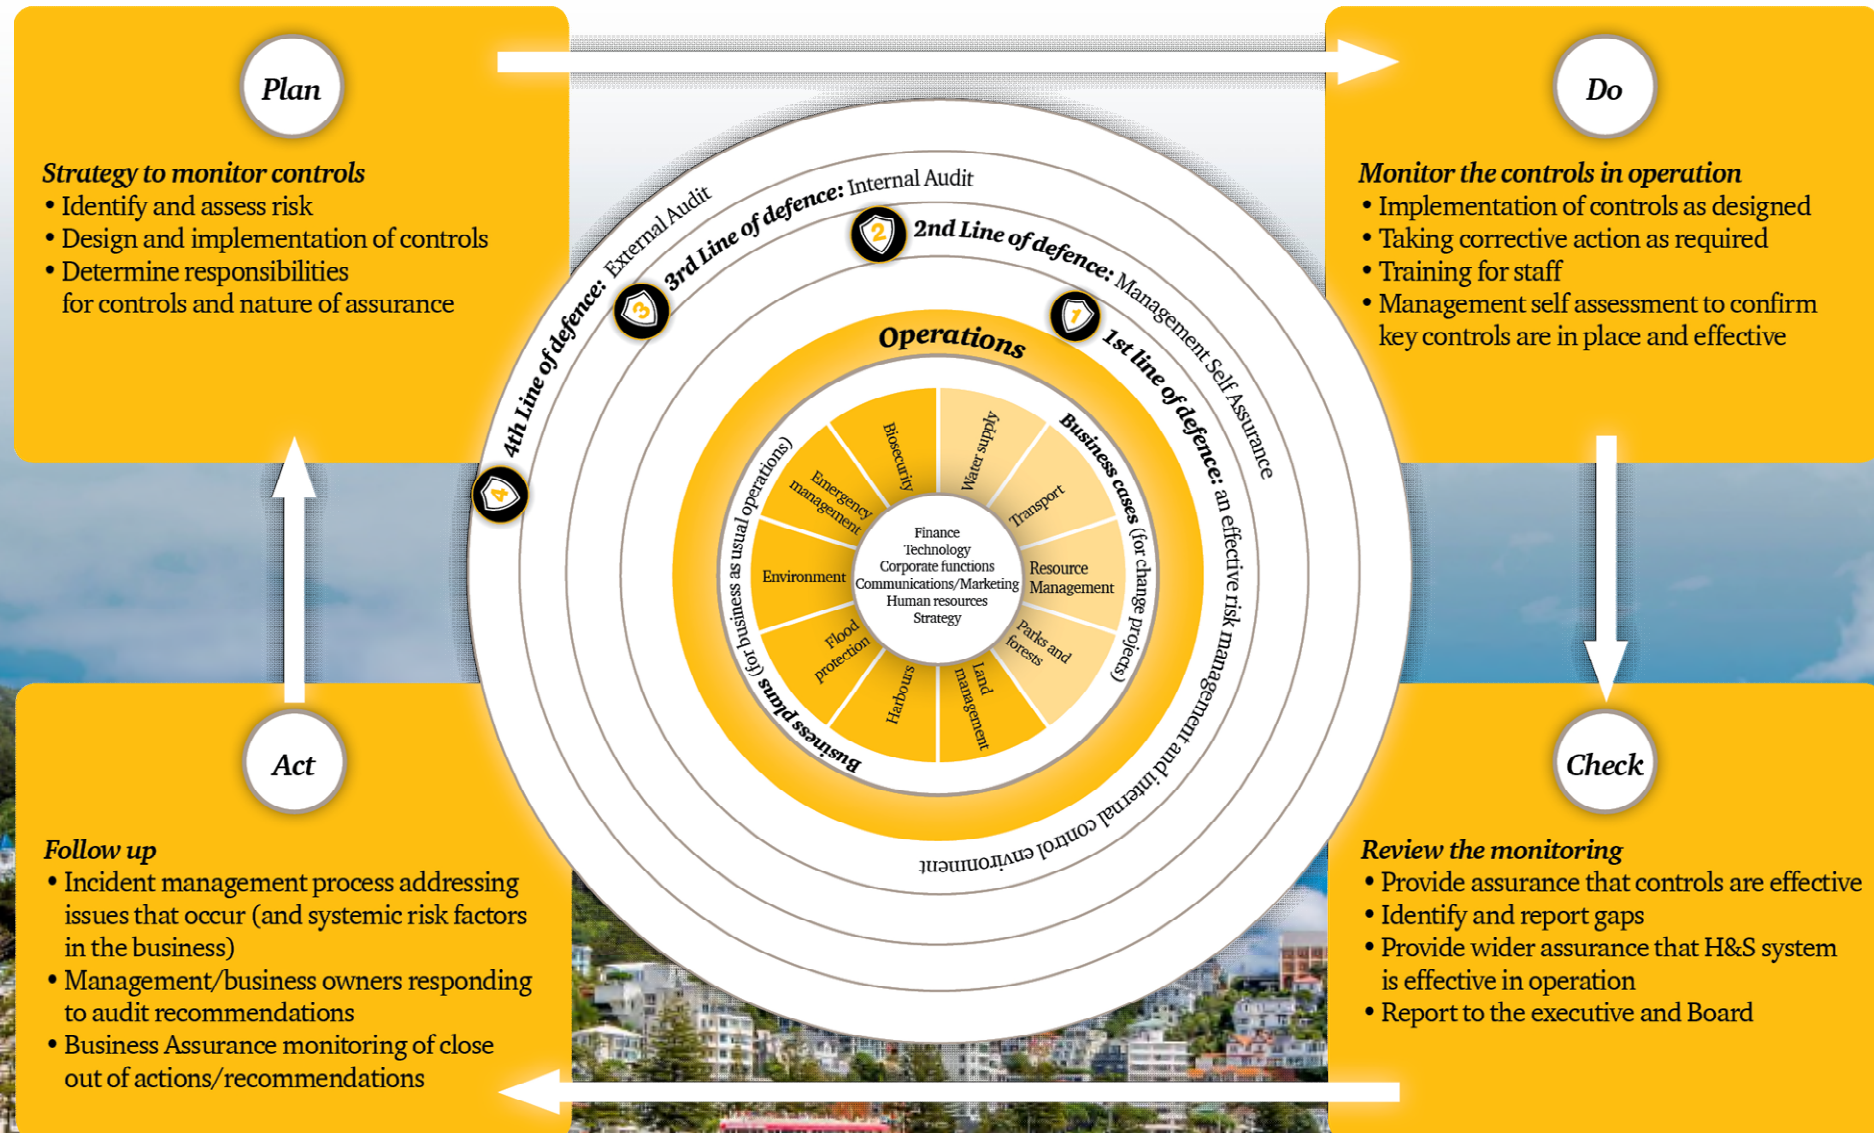 Plan
Strategy to monitor controls
• Identify and assess risk
• Design and implementation of controls
• Determine responsibilities
for controls and nature of assurance
Do
Monitor the controls in operation
• Implementation of controls as designed
• Taking corrective action as required
• Training for staff
• Management self assessment to confirm
key controls are in place and effective
4
4th Line of defence: External Audit
3
3rd Line of defence: Internal Audit
2
2nd Line of defence: Management Self Assurance
1
1st line of defence: an effective risk management and internal control environment
Operations
Business plans (for business as usual operations)
Business cases (for change projects)
Biosecurity
Water supply
Emergency
management
Transport
Environment
Resource
Management
Flood
protection
Parks and
forests
Harbours
Land
management
Finance
Technology
Corporate functions
Communications/Marketing
Human resources
Strategy
Act
Follow up
• Incident management process addressing
issues that occur (and systemic risk factors
in the business)
• Management/business owners responding
to audit recommendations
• Business Assurance monitoring of close
out of actions/recommendations
Check
Review the monitoring
• Provide assurance that controls are effective
• Identify and report gaps
• Provide wider assurance that H&S system
is effective in operation
• Report to the executive and Board